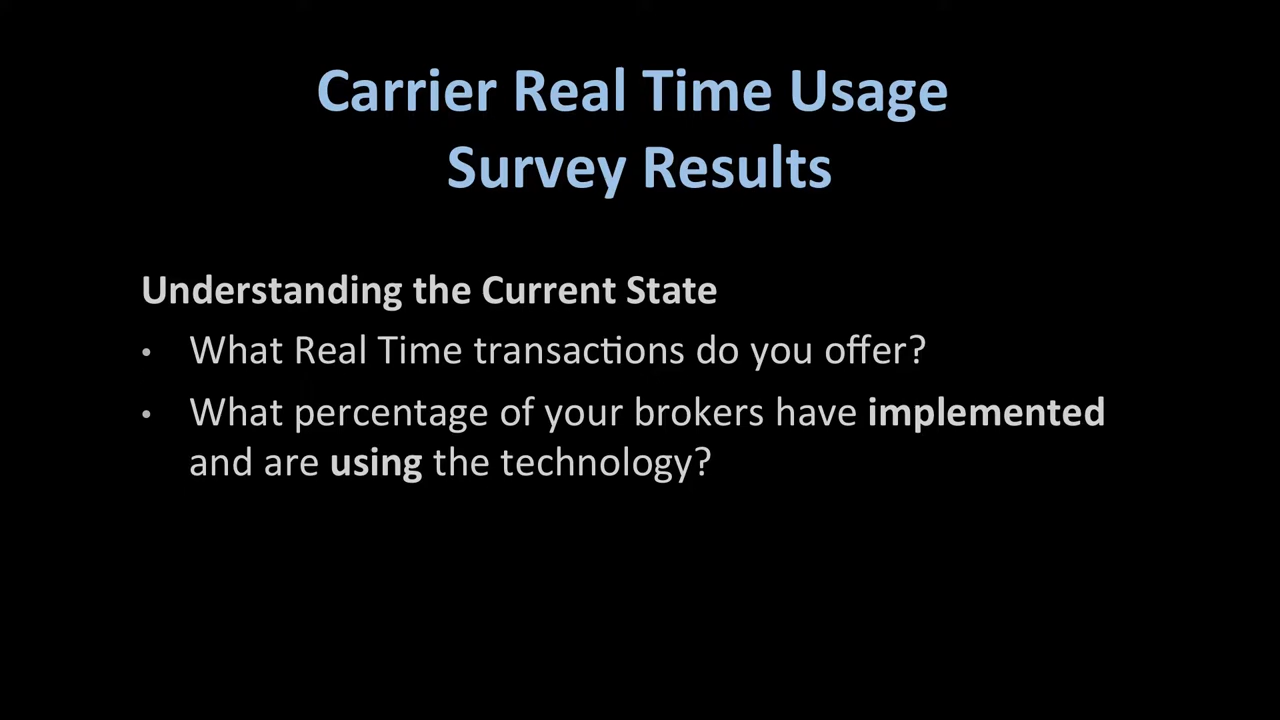 Carrier Real Time Usage
Survey Results
Understanding the Current State
• What Real Time transactions do you offer?
• What percentage of your brokers have implemented
and are using the technology?